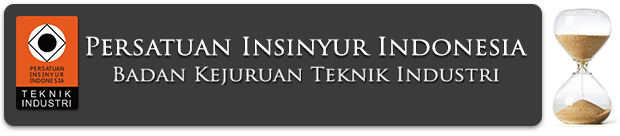 PERSATUAN
INSINYUR
INDONESIA
TEKNIK
INDUSTRI
PERSATUAN INSINYUR INDONESIA
BADAN KEJURUAN TEKNIK INDUSTRI